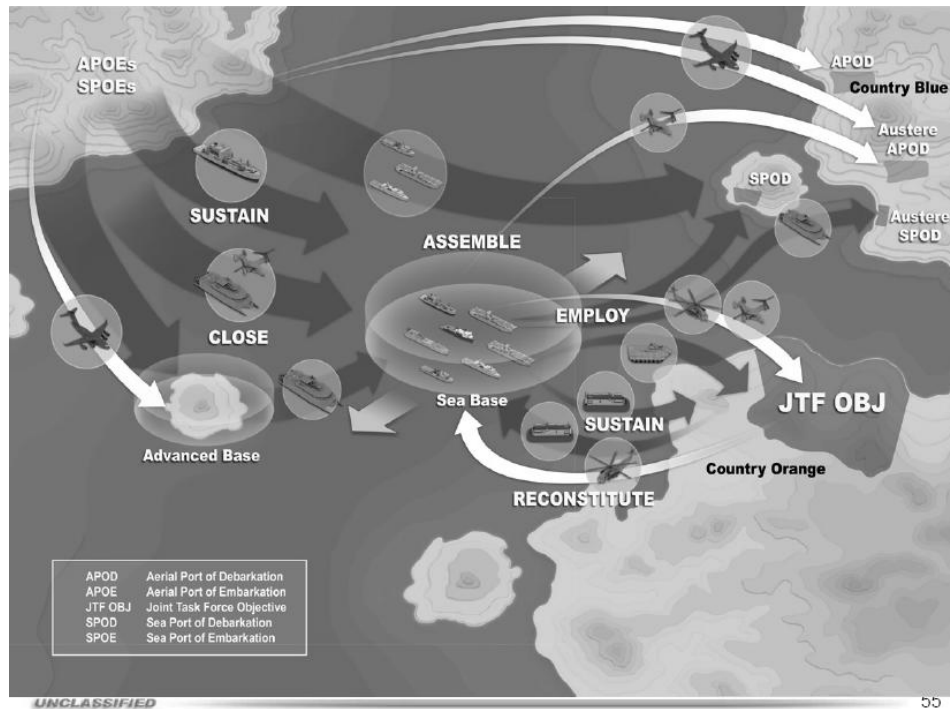 APOEs
SPOEs
APOD
Country Blue
Austere
APOD
SPOD
Austere
SPOD
SUSTAIN
ASSEMBLE
CLOSE
EMPLOY
Sea Base
SUSTAIN
JTF OBJ
Advanced Base
Country Orange
RECONSTITUTE
APOD Aerial Port of Debarkation
APOE Aerial Port of Embarkation
JTF OBJ Joint Task Force Objective
SPOD Sea Port of Debarkation
SPOE Sea Port of Embarkation
UNCLASSIFIED
55